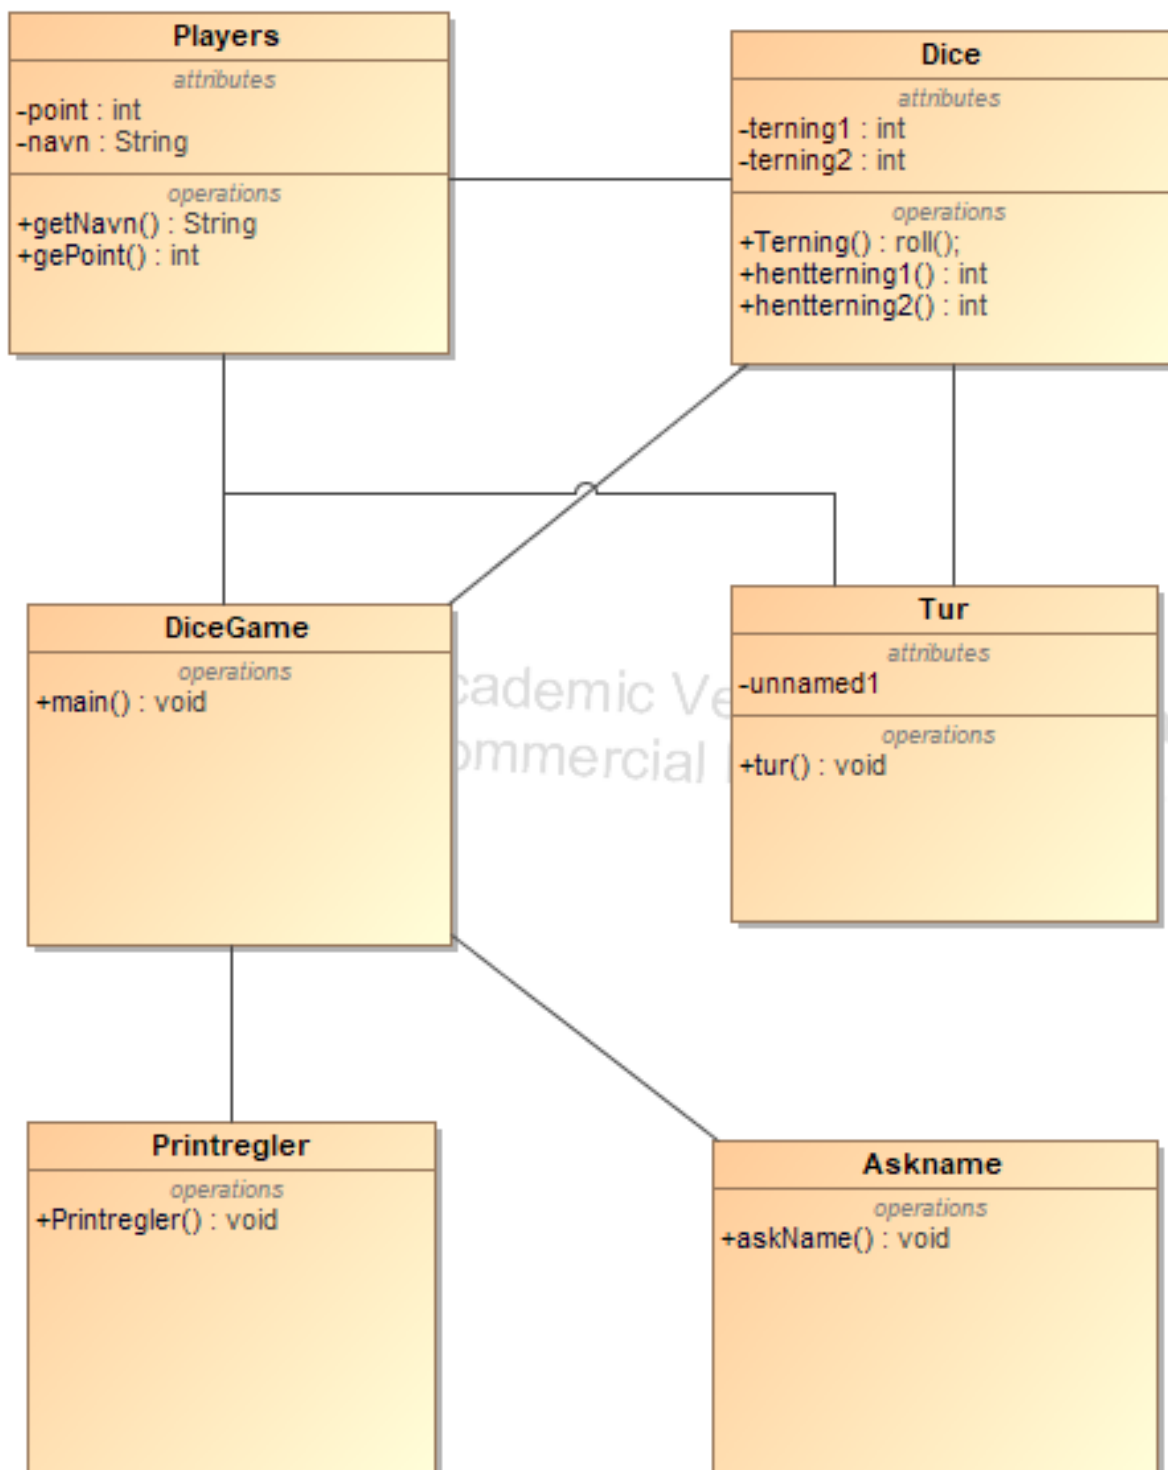 Players
attributes
-point : int
-navn : String
operations
+getNavn() : String
+gePoint() : int
Dice
attributes
-terning1 : int
-terning2 : int
operations
+Terning() : roll();
+hentterning1() : int
+hentterning2() : int
DiceGame
operations
+main() : void
Tur
attributes
-unnamed1
operations
+tur() : void
Printregler
operations
+Printregler() : void
Askname
operations
+askName() : void